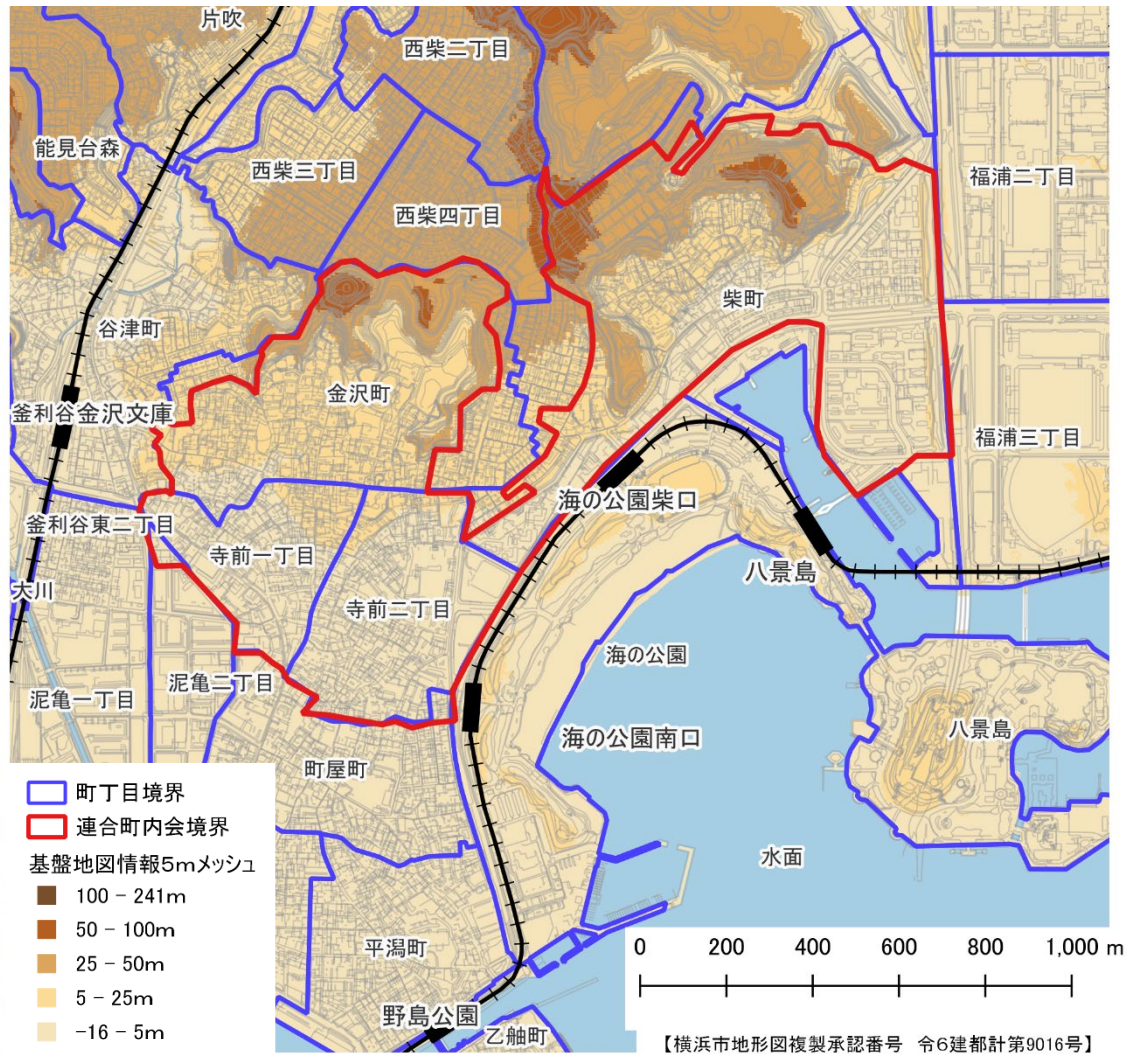 片吹
西柴二丁目
能見台森
西柴三丁目
福浦二丁目
西柴四丁目
柴町
谷津町
金沢町
釜利谷金沢文庫
福浦三丁目
海の公園柴口
釜利谷東二丁目
寺前一丁目
八景島
大川
寺前二丁目
海の公園
泥亀二丁目
泥亀一丁目
八景島
海の公園南口
町屋町
町丁目境界
連合町内会境界
基盤地図情報5mメッシュ
100 - 241m
50 - 100m
25 - 50m
5 - 25m
-16 - 5m
水面
平潟町
0 200 400 600 800 1,000 m
野島公園
乙舳町
【横浜市地形図複製承認番号 令6建都計第9016号】